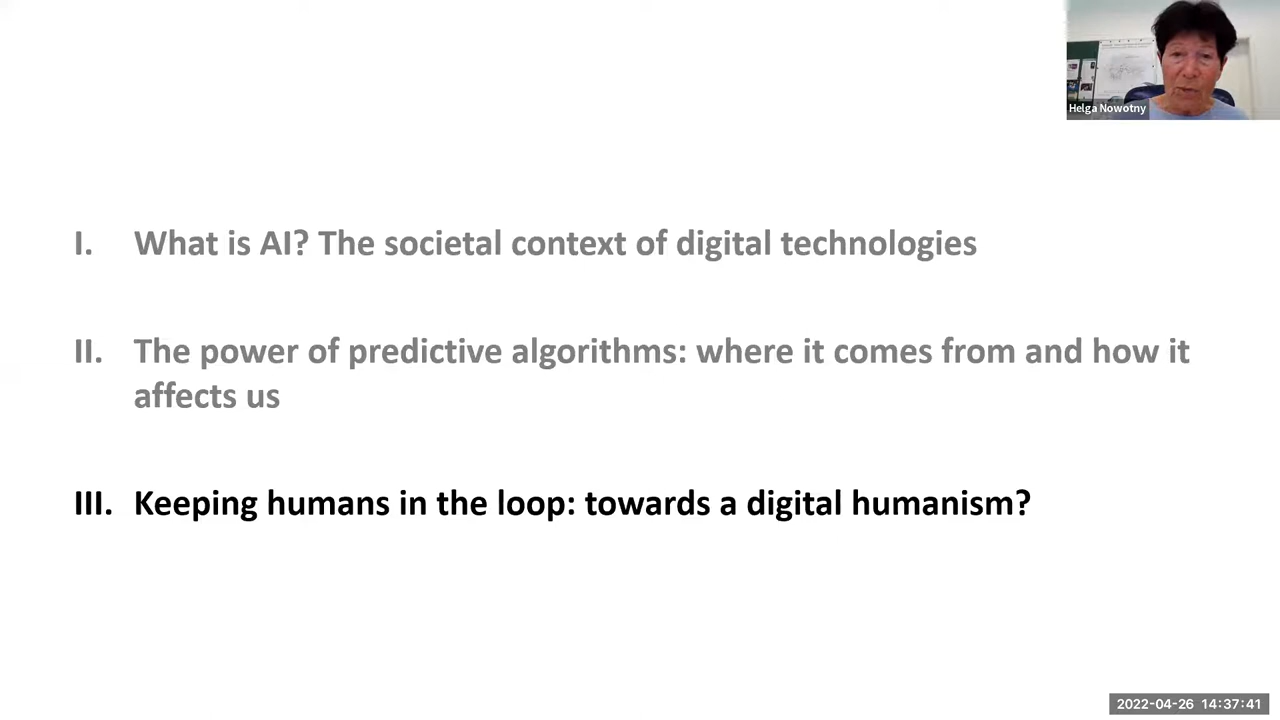 Helga Nowotny
I. What is AI? The societal context of digital technologies
II. The power of predictive algorithms: where it comes from and how it
affects us
III. Keeping humans in the loop: towards a digital humanism?
2022-04-26 14:37:41